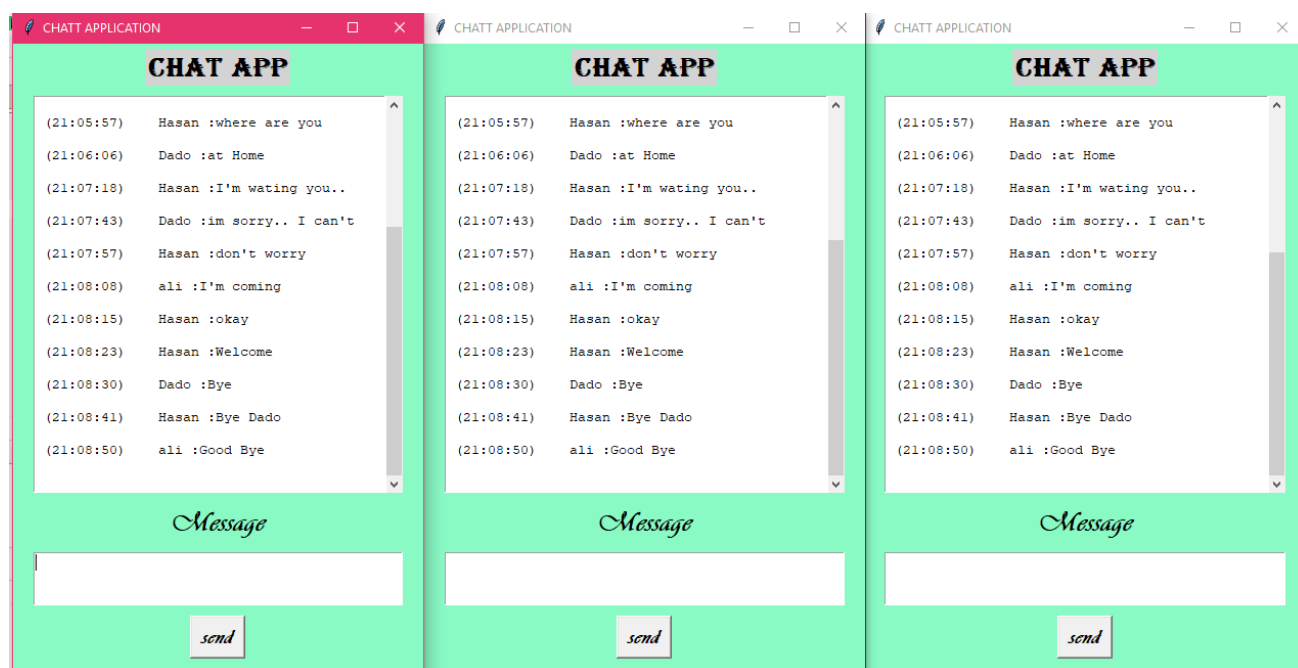 CHATT APPLICATION
CHAT APP
(21:05:57) Hasan :where are you
(21:06:06) Dado :at Home
(21:07:18) Hasan :I'm wating you..
(21:07:43) Dado :im sorry.. I can't
(21:07:57) Hasan :don't worry
(21:08:08) ali :I'm coming
(21:08:15) Hasan :okay
(21:08:23) Hasan :Welcome
(21:08:30) Dado :Bye
(21:08:41) Hasan :Bye Dado
(21:08:50) ali :Good Bye
Message
send
CHATT APPLICATION
CHAT APP
(21:05:57) Hasan :where are you
(21:06:06) Dado :at Home
(21:07:18) Hasan :I'm wating you..
(21:07:43) Dado :im sorry.. I can't
(21:07:57) Hasan :don't worry
(21:08:08) ali :I'm coming
(21:08:15) Hasan :okay
(21:08:23) Hasan :Welcome
(21:08:30) Dado :Bye
(21:08:41) Hasan :Bye Dado
(21:08:50) ali :Good Bye
Message
send
CHATT APPLICATION
CHAT APP
(21:05:57) Hasan :where are you
(21:06:06) Dado :at Home
(21:07:18) Hasan :I'm wating you..
(21:07:43) Dado :im sorry.. I can't
(21:07:57) Hasan :don't worry
(21:08:08) ali :I'm coming
(21:08:15) Hasan :okay
(21:08:23) Hasan :Welcome
(21:08:30) Dado :Bye
(21:08:41) Hasan :Bye Dado
(21:08:50) ali :Good Bye
Message
send